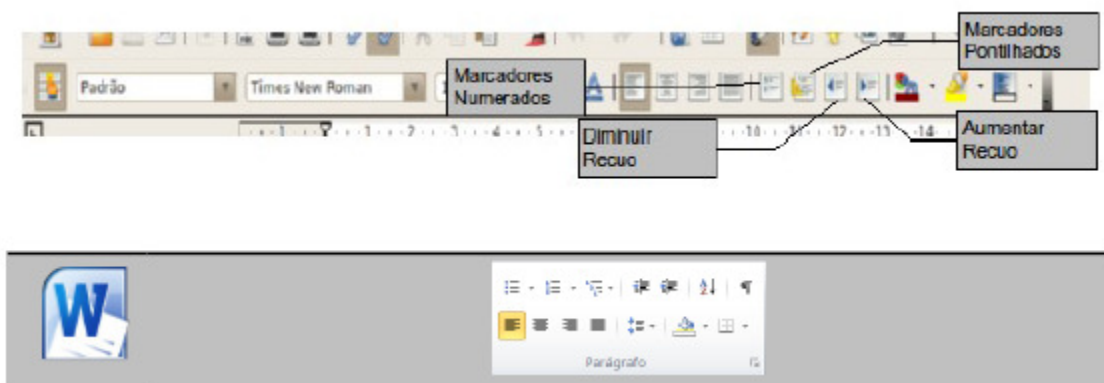 Marcadores
Pontilhados
Padrão
Times New Roman
Marcadores
Numerados
Diminuir
Recuo
Aumentar
Recuo
W
Parágrafo